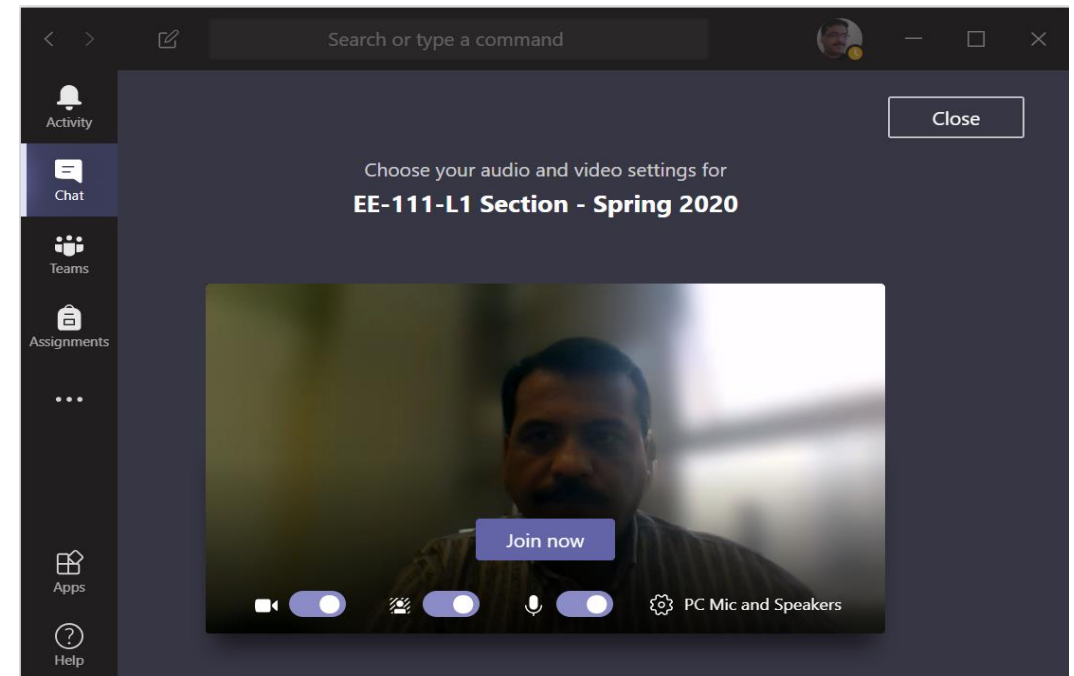 Search or type a command
Activity
Chat
Teams
Assignments
Apps
Help
Close
Choose your audio and video settings for
EE-111-L1 Section - Spring 2020
Join now
PC Mic and Speakers